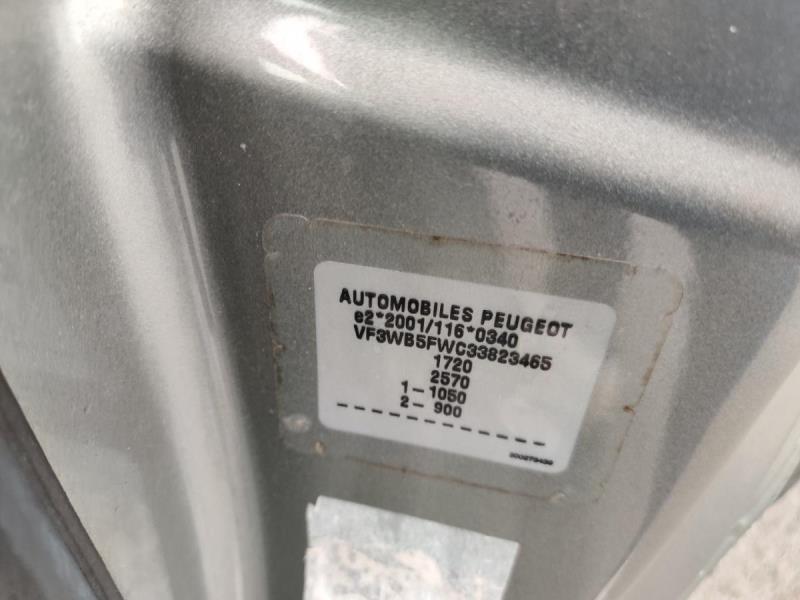 AUTOMOBILES PEUGEOT
e2*2001/116*0340
VF3WB5FWC33823465
1720
2570
1- 1050
2- 900